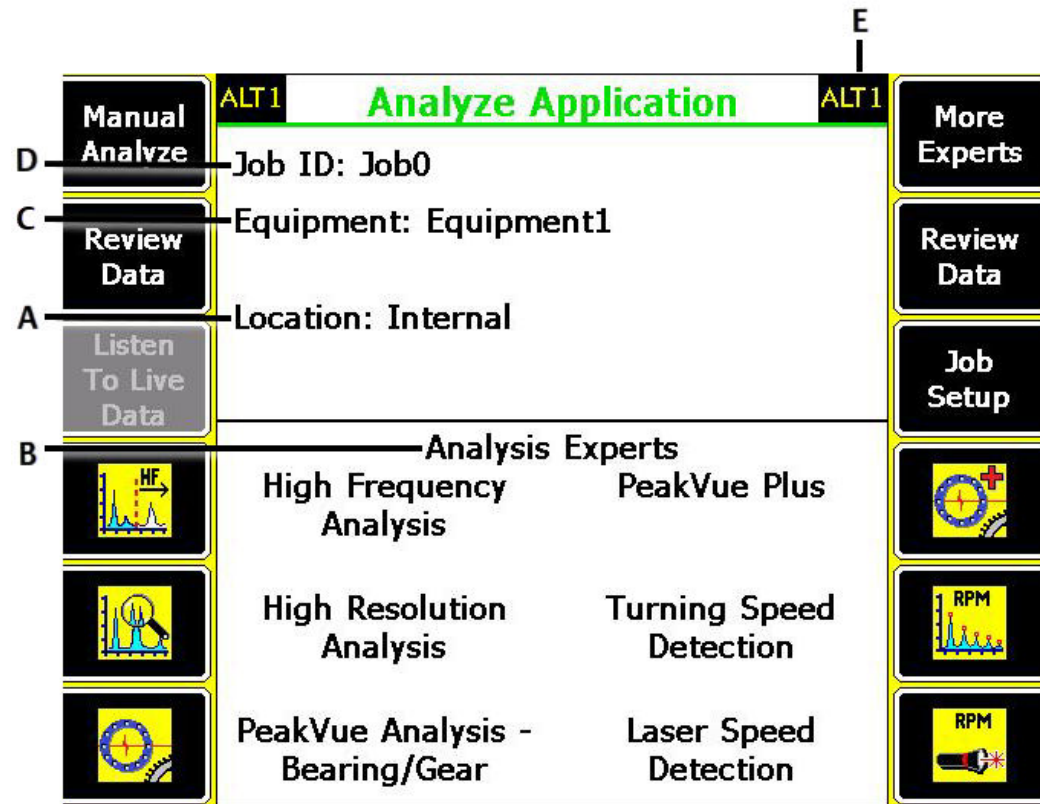 E
ALT1
Analyze Application
ALT1
Manual
Analyze
More
Experts
D
Job ID: Job0
C
Equipment: Equipment1
Review
Data
Review
Data
A
Location: Internal
Listen
To Live
Data
Job
Setup
B
Analysis Experts
HF
High Frequency
Analysis
PeakVue Plus
High Resolution
Analysis
Turning Speed
Detection
RPM
PeakVue Analysis -
Bearing/Gear
Laser Speed
Detection
RPM